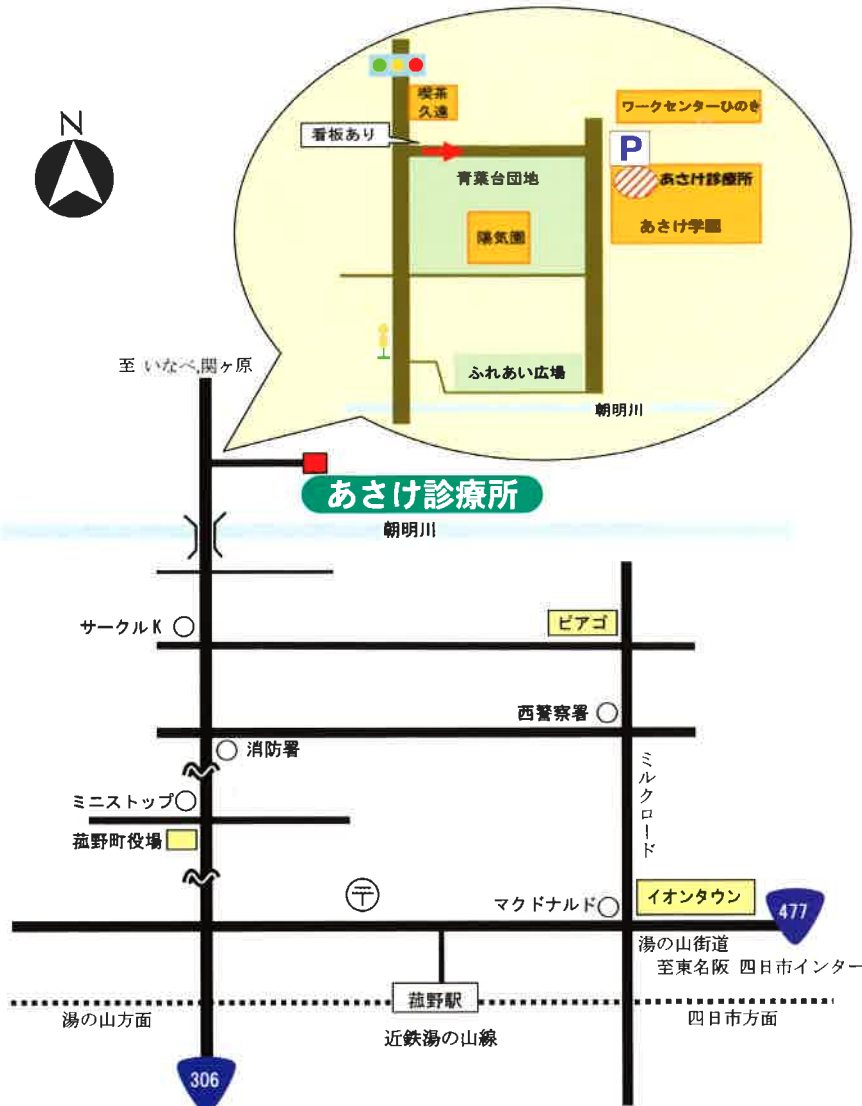 N
喫茶
久遠
ワークセンターひのき
看板あり
P
青葉台団地
あさけ診療所
陽気園
あさけ学園
至 いなべ,関ヶ原
ふれあい広場
朝明川
あさけ診療所
朝明川
サークルK
ピアゴ
西警察署
消防署
ミルクロード
ミニストップ
菰野町役場
〒
マクドナルド
イオンタウン
477
湯の山街道
至東名阪 四日市インター
菰野駅
湯の山方面
四日市方面
近鉄湯の山線
306